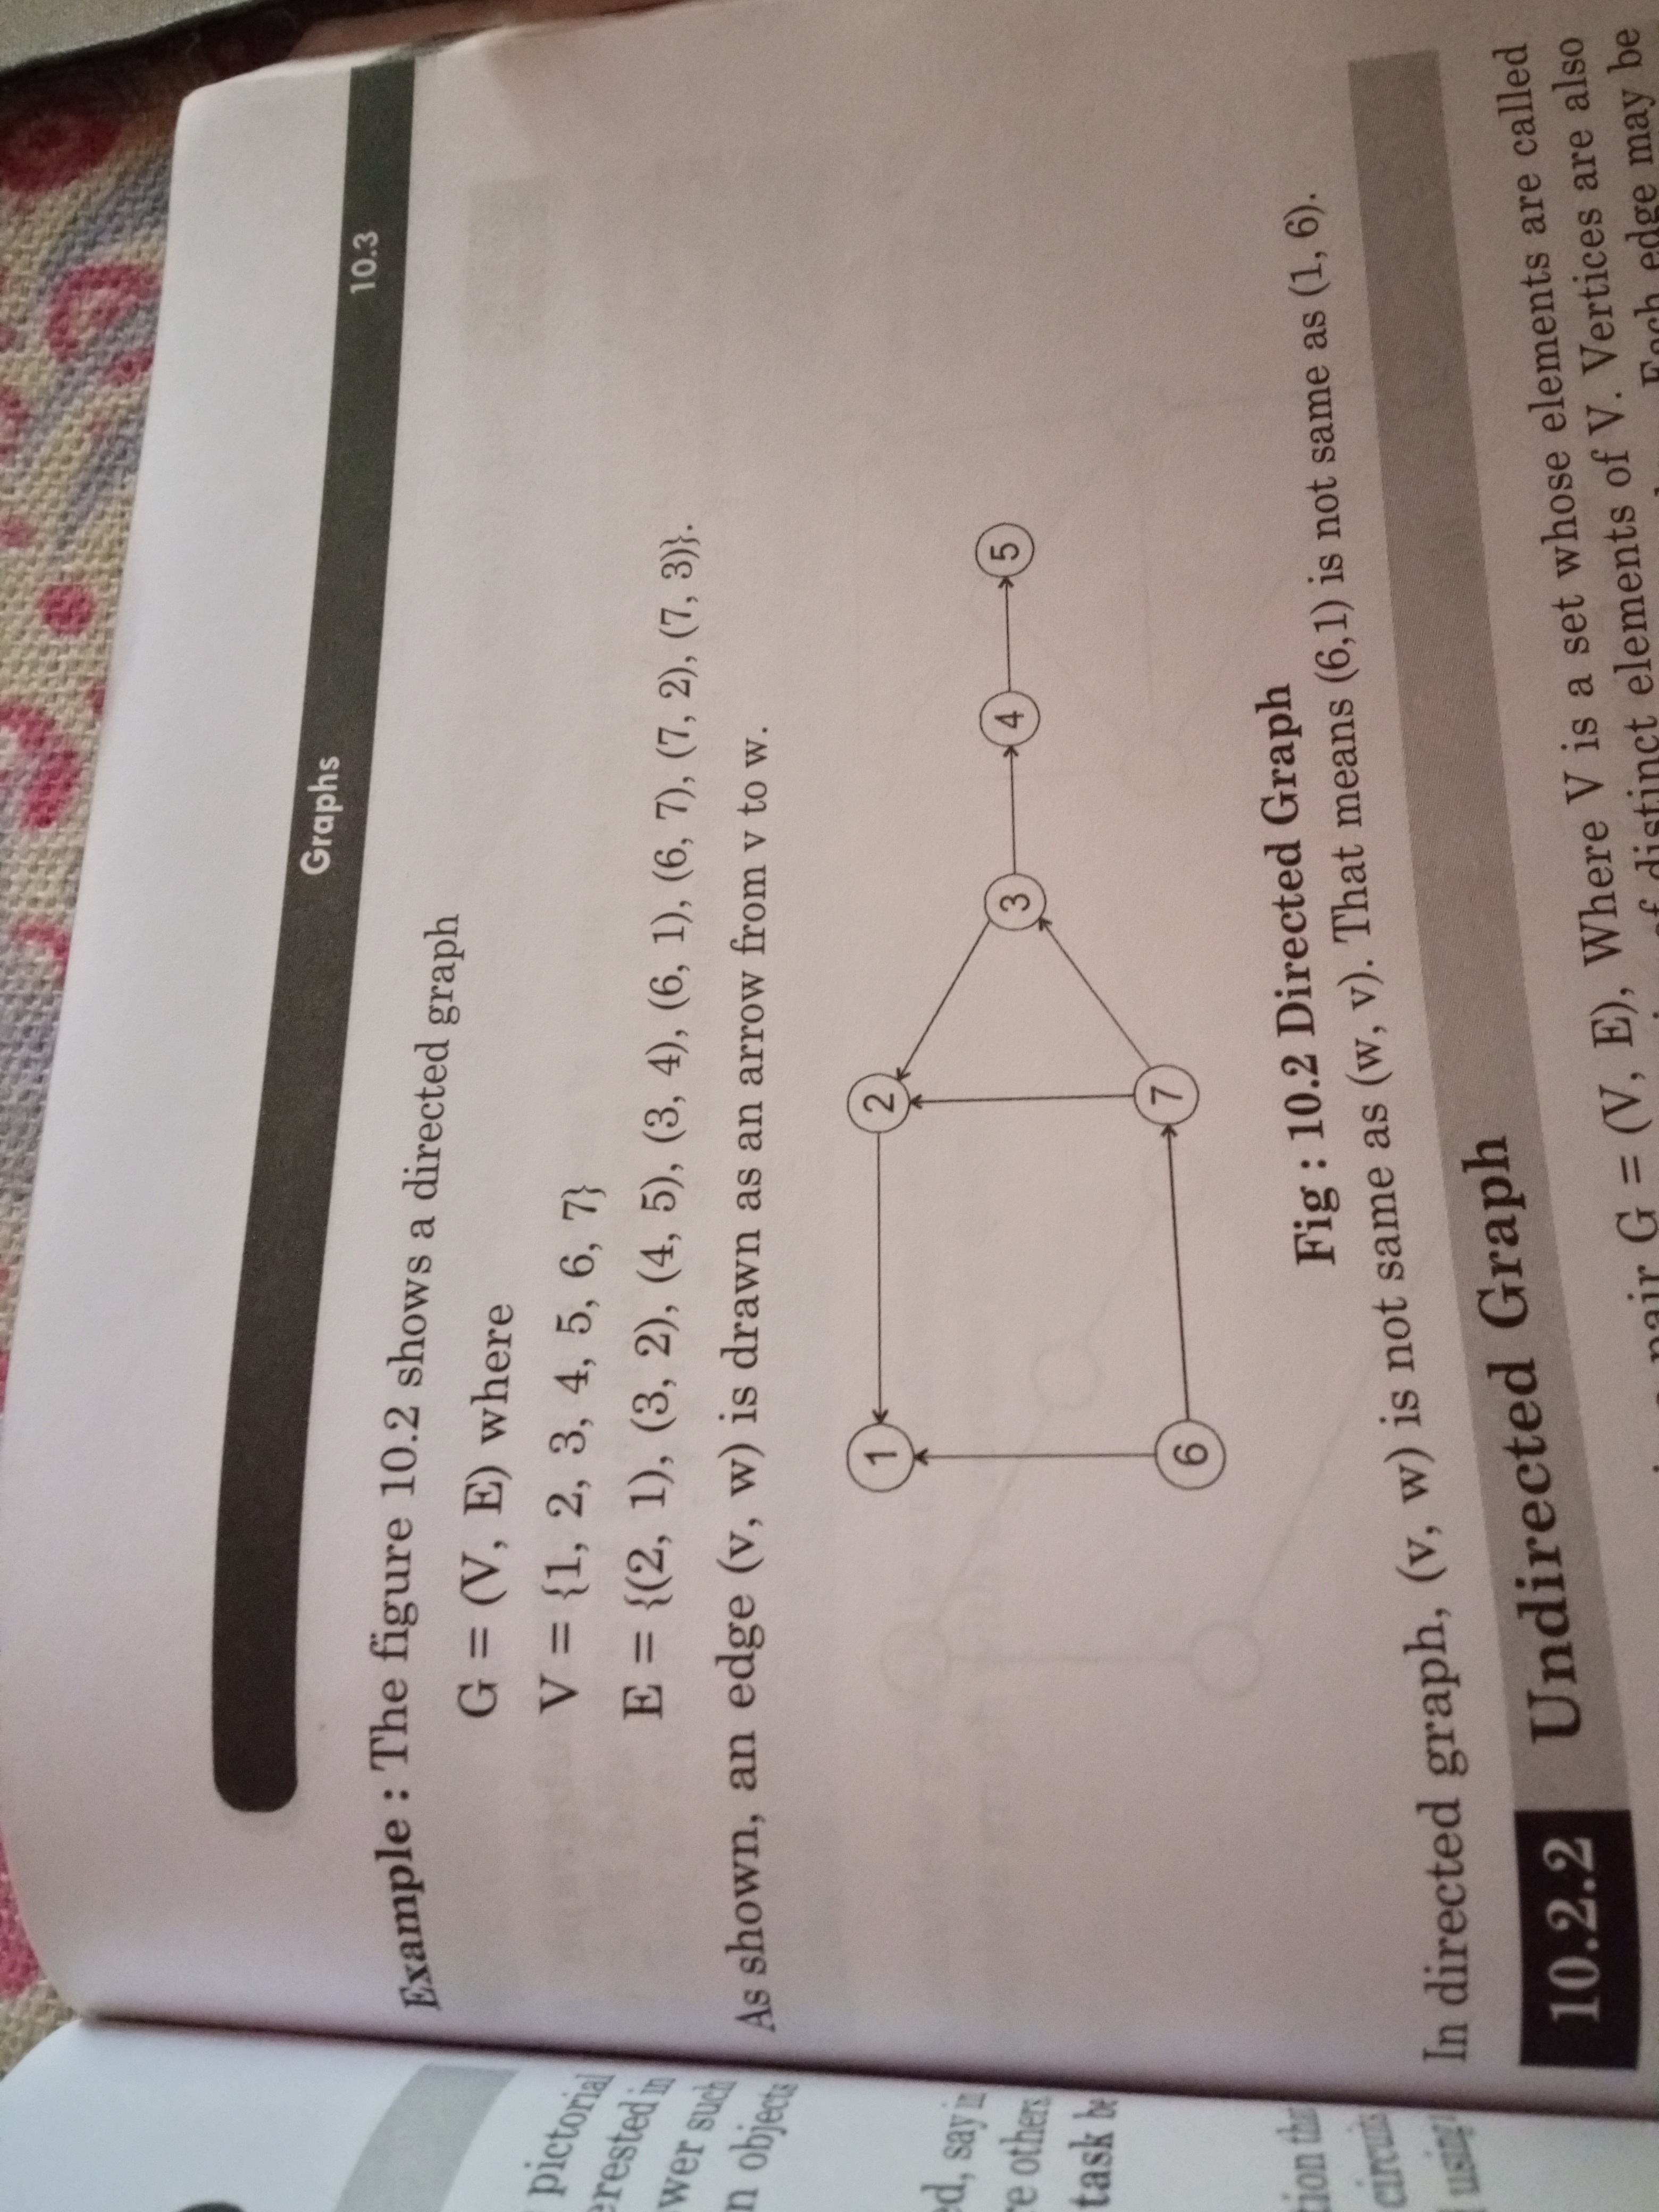 Graphs 10.3
Example : The figure 10.2 shows a directed graph
G = (V, E) where
V = {1, 2, 3, 4, 5, 6, 7}
E = {(2, 1), (3, 2), (4, 5), (3, 4), (6, 1), (6, 7), (7, 2), (7, 3)}.
As shown, an edge (v, w) is drawn as an arrow from v to w.
1 2
3 4 5
6 7
Fig : 10.2 Directed Graph
In directed graph, (v, w) is not same as (w, v). That means (6,1) is not same as (1, 6).
10.2.2 Undirected Graph
pair G = (V, E), Where V is a set whose elements are called
of distinct elements of V. Vertices are also
Each edge may be
pictorial
erested in
wer such
n objects
ed, say in
re others
task be
tion tha
circuits
using